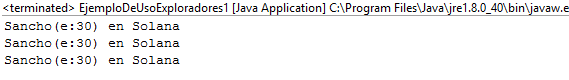 <terminated> EjemploDeUsoExploradores1 [Java Application] C:\Program Files\Java\jre1.8.0_40\bin\javaw.e
Sancho(e:30) en Solana
Sancho(e:30) en Solana
Sancho(e:30) en Solana